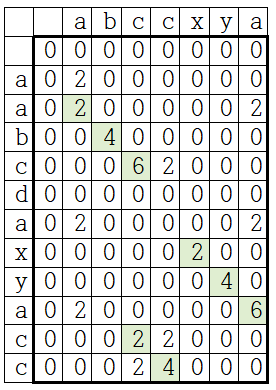 a b c c x y a
0 0 0 0 0 0 0 0
a 0 2 0 0 0 0 0 0
a 0 2 0 0 0 0 0 2
b 0 0 4 0 0 0 0 0
c 0 0 0 6 2 0 0 0
d 0 0 0 0 0 0 0 0
a 0 2 0 0 0 0 0 2
x 0 0 0 0 0 2 0 0
y 0 0 0 0 0 0 4 0
a 0 2 0 0 0 0 0 6
c 0 0 0 2 2 0 0 0
c 0 0 0 2 4 0 0 0